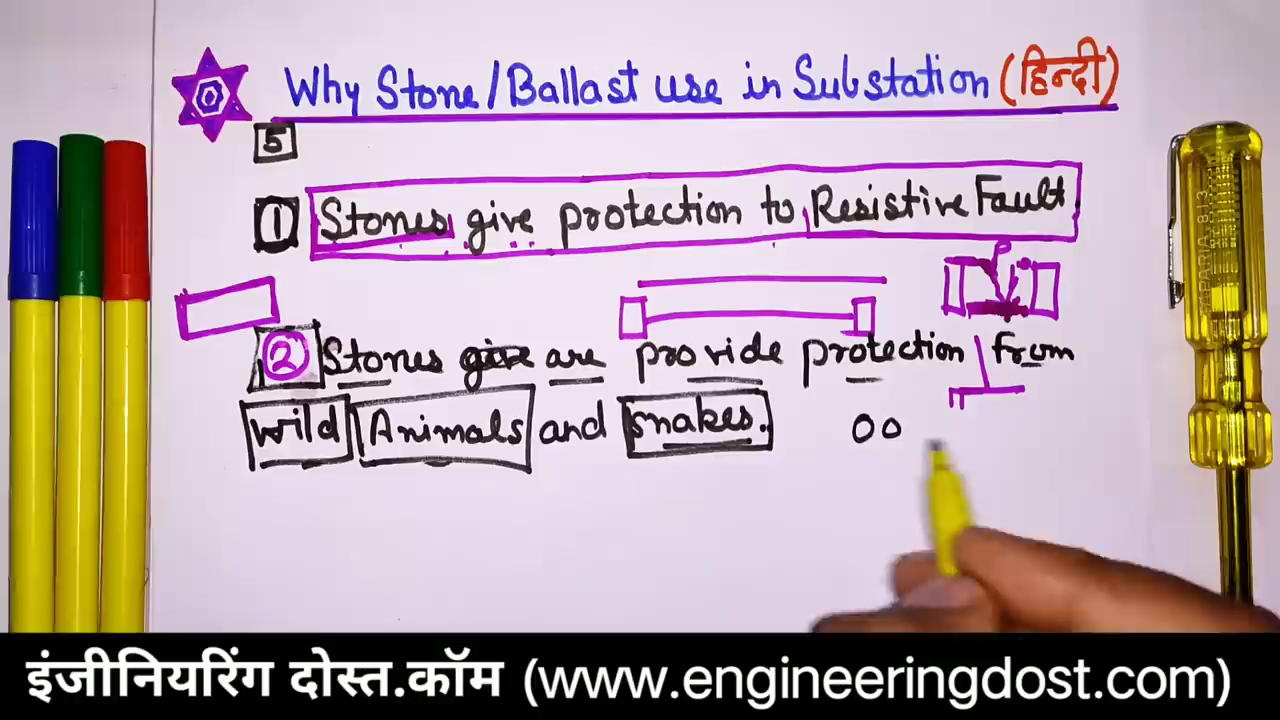 Why Stone/Ballast use in Substation (हिन्दी)
5
1 Stones give protection to Resistive Fault
2 Stones give are provide protection from
wild Animals and snakes. 00
इंजीनियरिंग दोस्त.कॉम (www.engineeringdost.com)